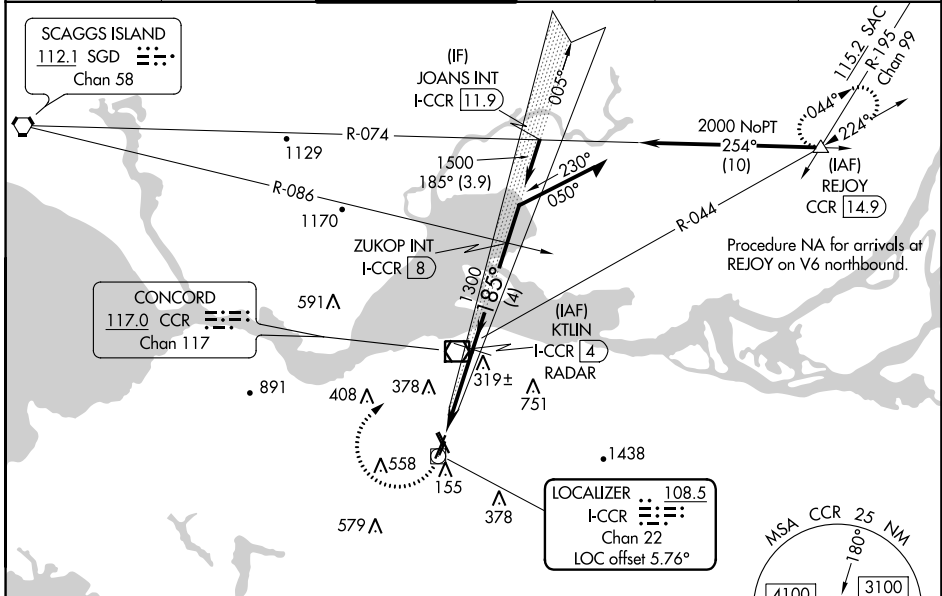 SCAGGS ISLAND
112.1 SGD
Chan 58
(IF)
JOANS INT
I-CCR 11.9
005°
115.2 SAC
R-195
Chan 99
044°
224°
R-074
2000 NoPT
254°
(10)
(IAF)
REJOY
CCR 14.9
1129
1500
185° (3.9)
230°
050°
R-086
1170
R-044
ZUKOP INT
I-CCR 8
Procedure NA for arrivals at
REJOY on V6 northbound.
1300
185°
(4)
CONCORD
117.0 CCR
Chan 117
591
(IAF)
KTLIN
I-CCR 4
RADAR
891
408
378
319±
751
558
155
1438
378
579
LOCALIZER 108.5
I-CCR
Chan 22
LOC offset 5.76°
MSA CCR 25 NM
180°
4100
3100